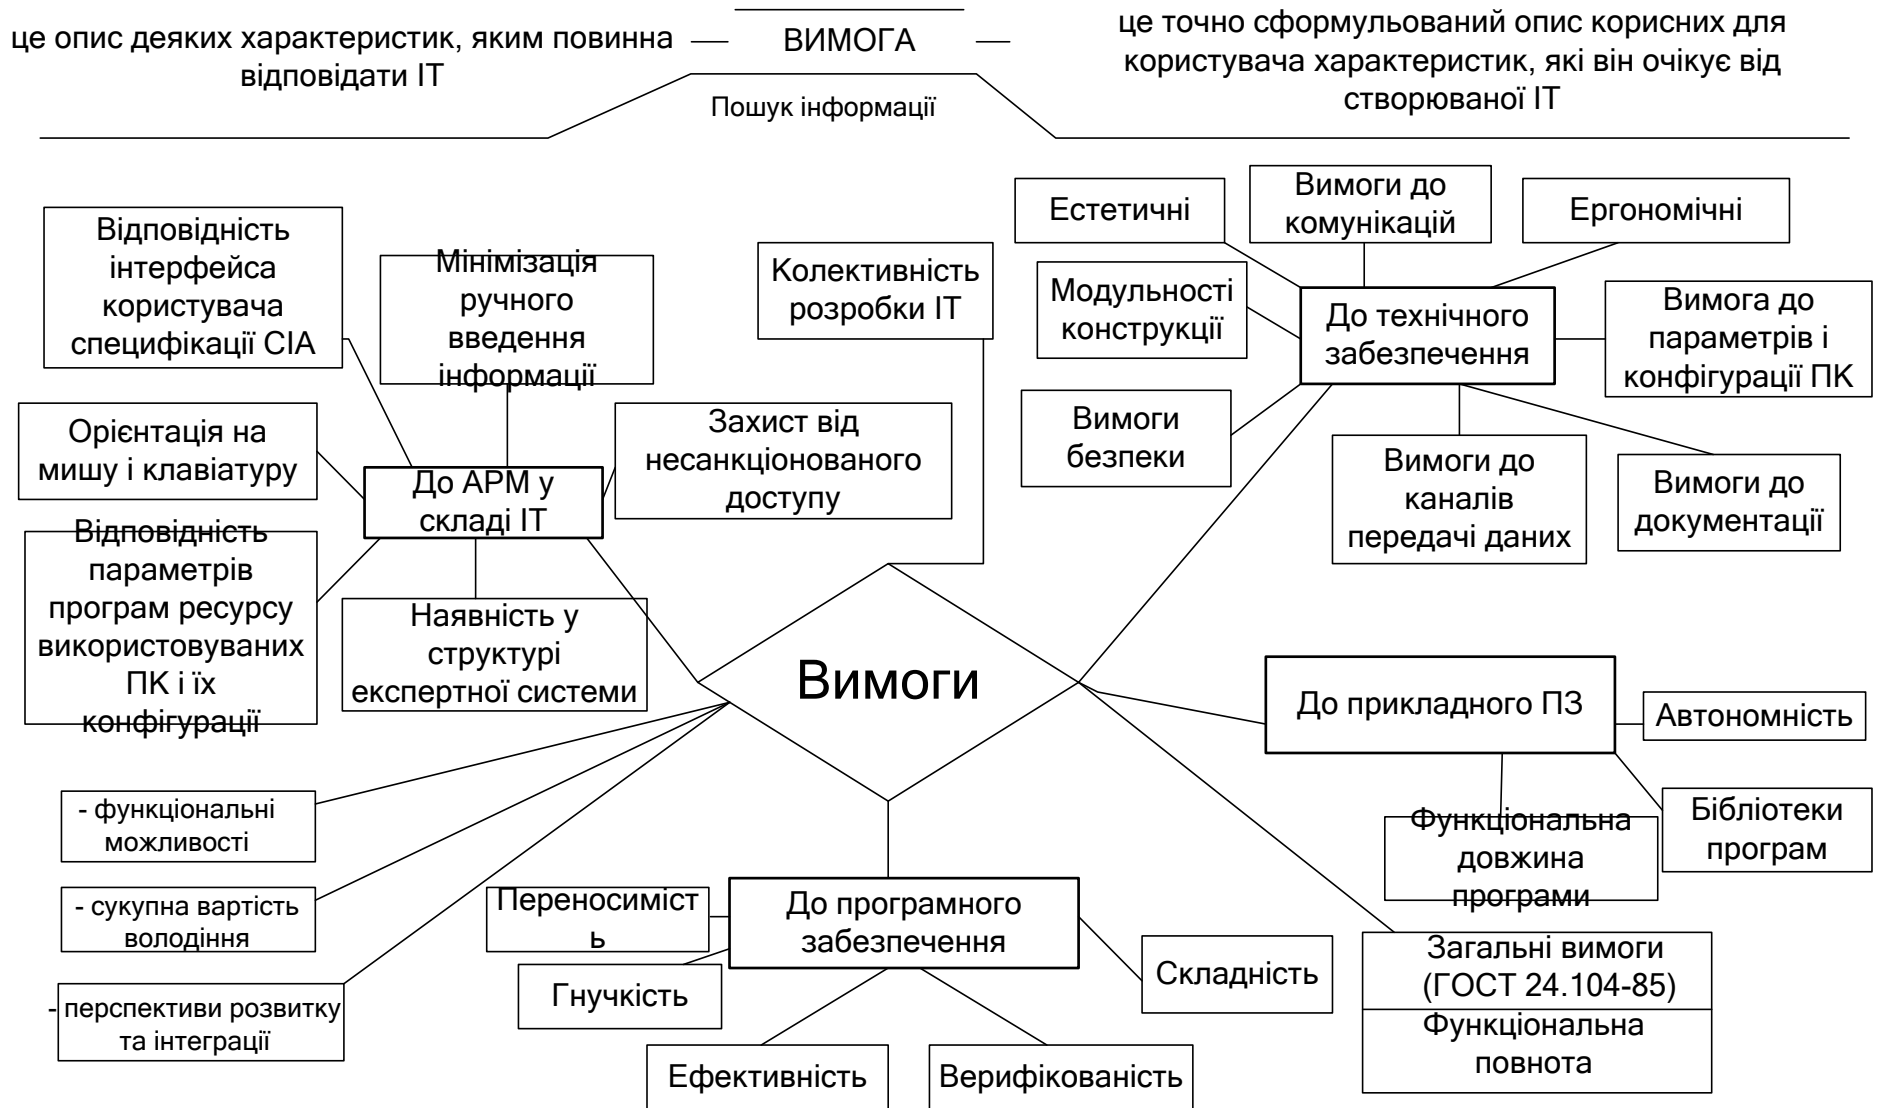 це опис деяких характеристик, яким повинна
відповідати ІТ
ВИМОГА
це точно сформульований опис корисних для
користувача характеристик, які він очікує від
створюваної ІТ
Пошук інформації
Відповідність
інтерфейса
користувача
специфікації СІА
Мінімізація
ручного
введення
інформації
Колективність
розробки ІТ
Естетичні
Вимоги до
комунікацій
Ергономічні
Модульності
конструкції
До технічного
забезпечення
Вимога до
параметрів і
конфігурації ПК
Орієнтація на
мишу і клавіатуру
До АРМ у
складі ІТ
Захист від
несанкціонованого
доступу
Вимоги
безпеки
Вимоги до
каналів
передачі даних
Вимоги до
документації
Відповідність
параметрів
програм ресурсу
використовуваних
ПК і їх
конфігурації
Наявність у
структурі
експертної системи
Вимоги
До прикладного ПЗ
Автономність
Функціональна
довжина
програми
Бібліотеки
програм
- функціональні
можливості
- сукупна вартість
володіння
- перспективи розвитку
та інтеграції
Переносиміст
ь
До програмного
забезпечення
Гнучкість
Складність
Ефективність
Верифікованість
Загальні вимоги
(ГОСТ 24.104-85)
Функціональна
повнота